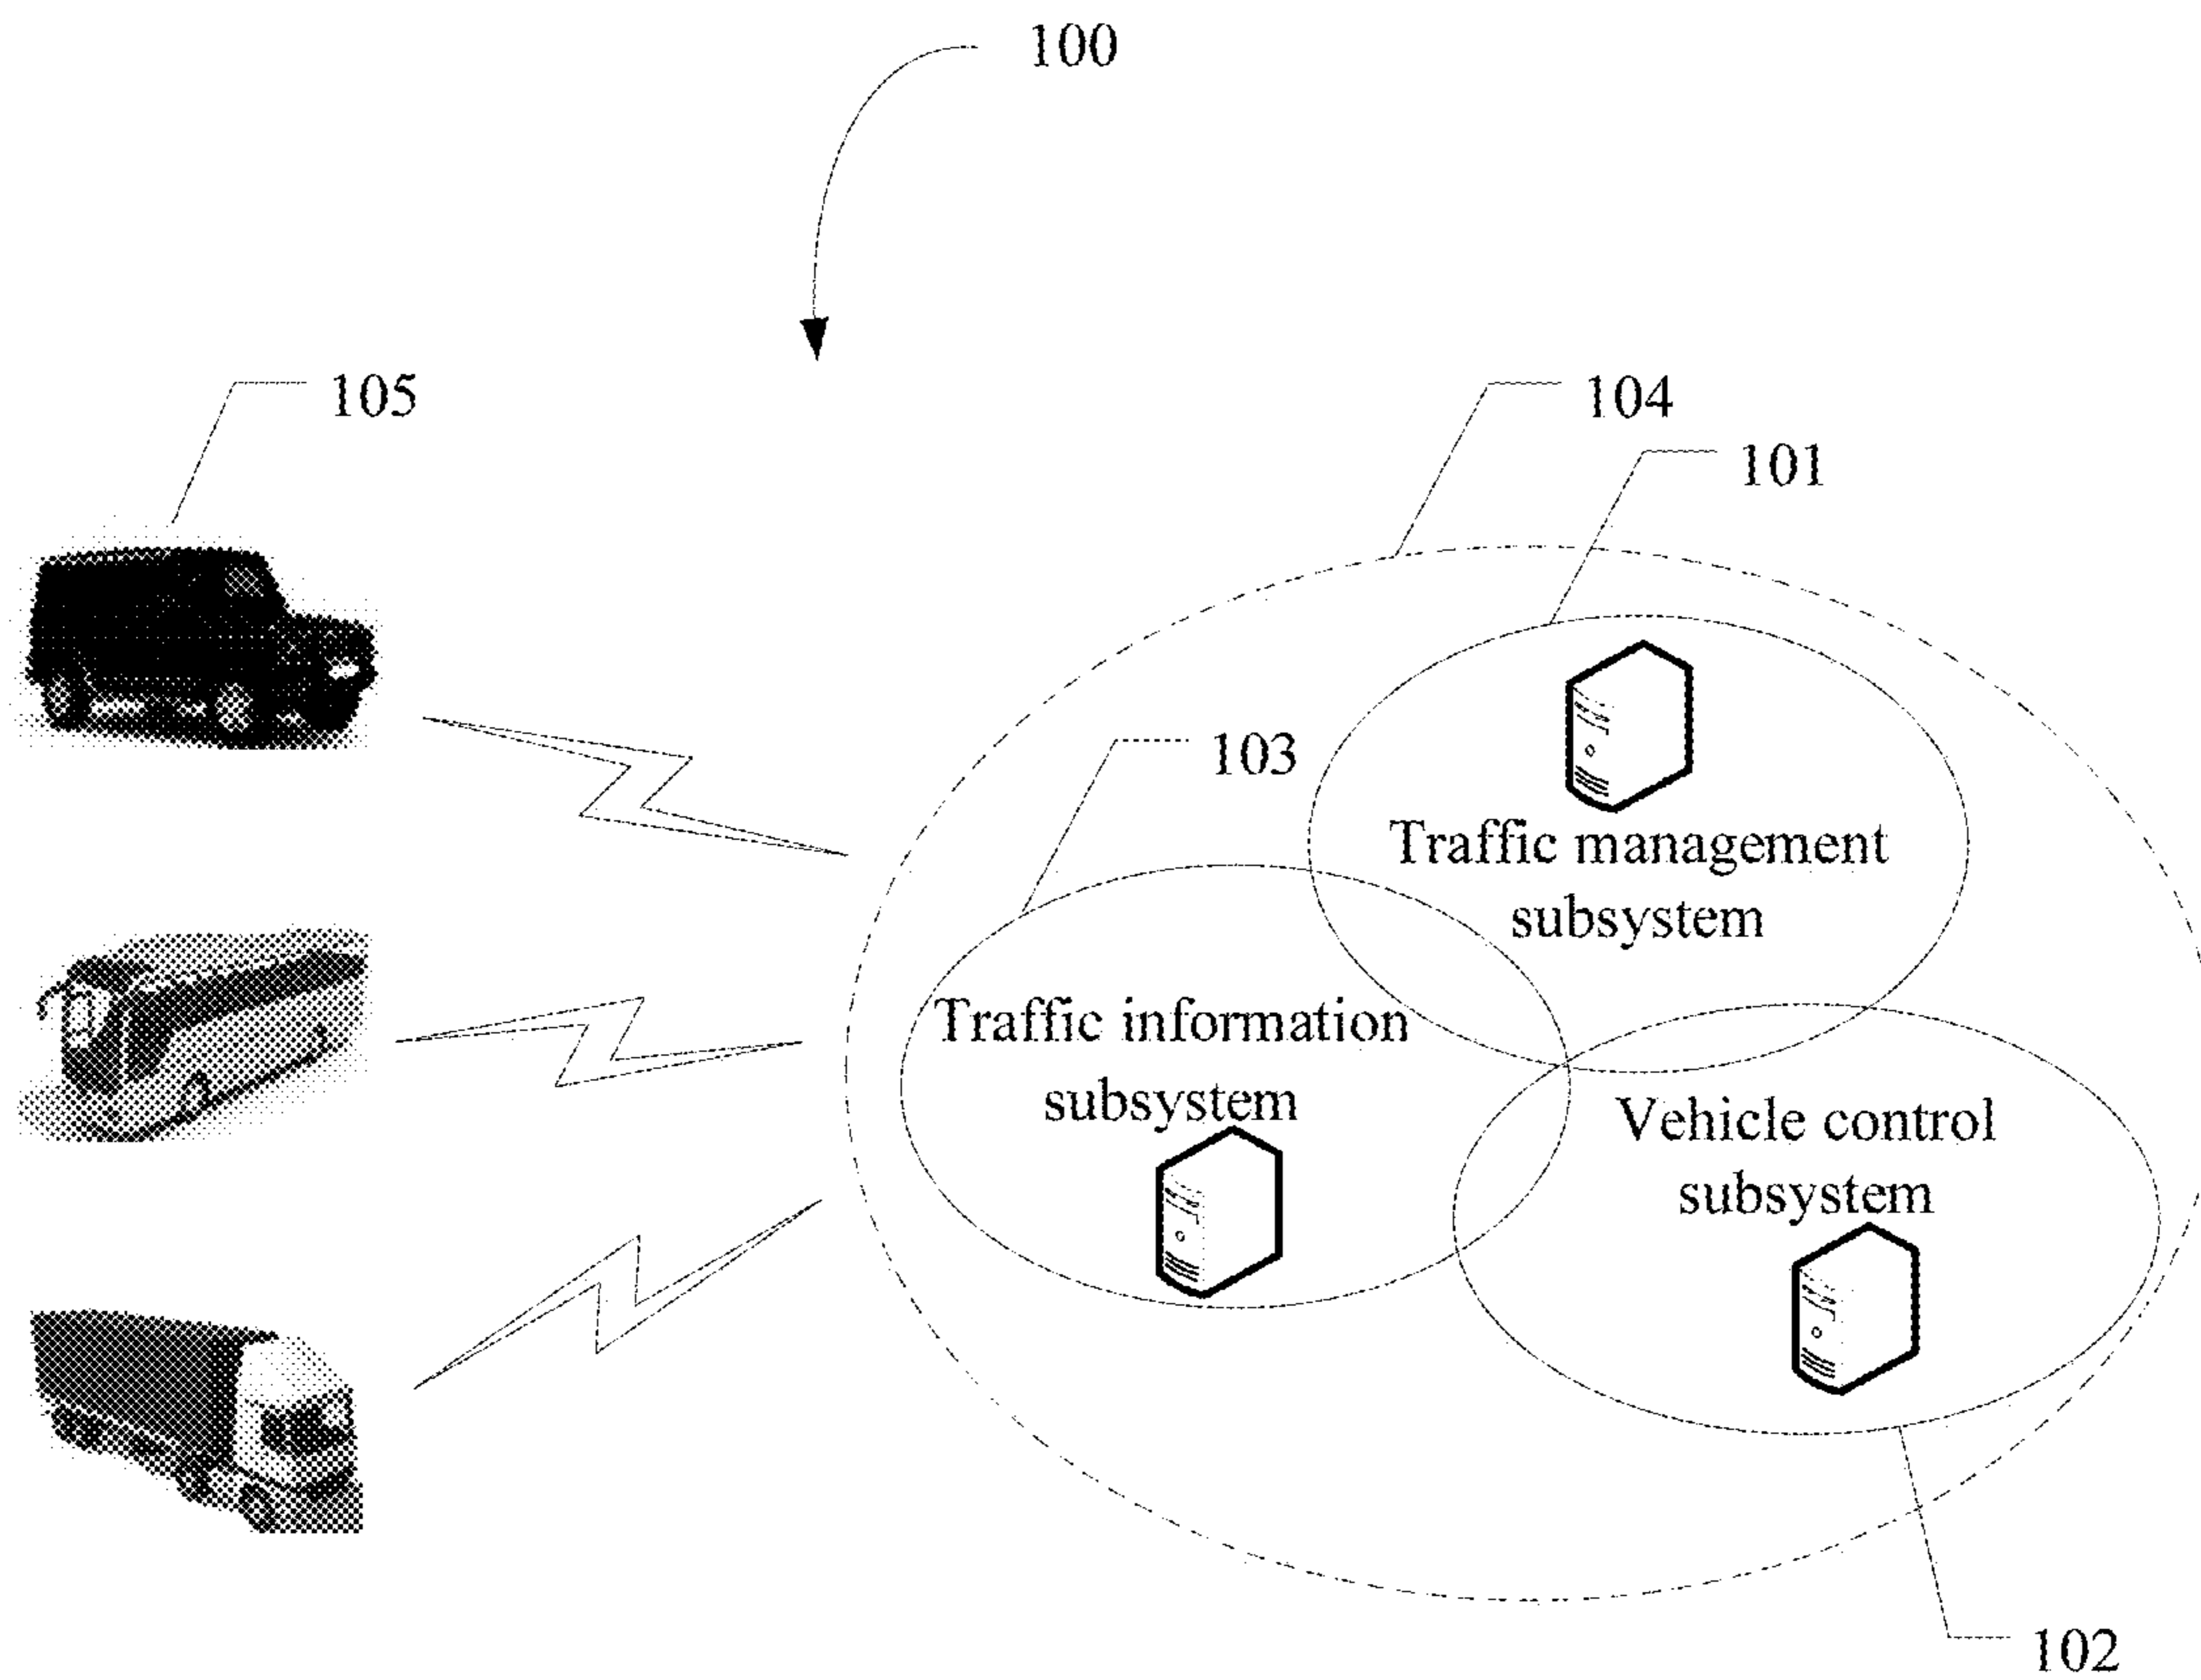 100
105
104
101
103
Traffic management
subsystem
Traffic information
subsystem
Vehicle control
subsystem
102